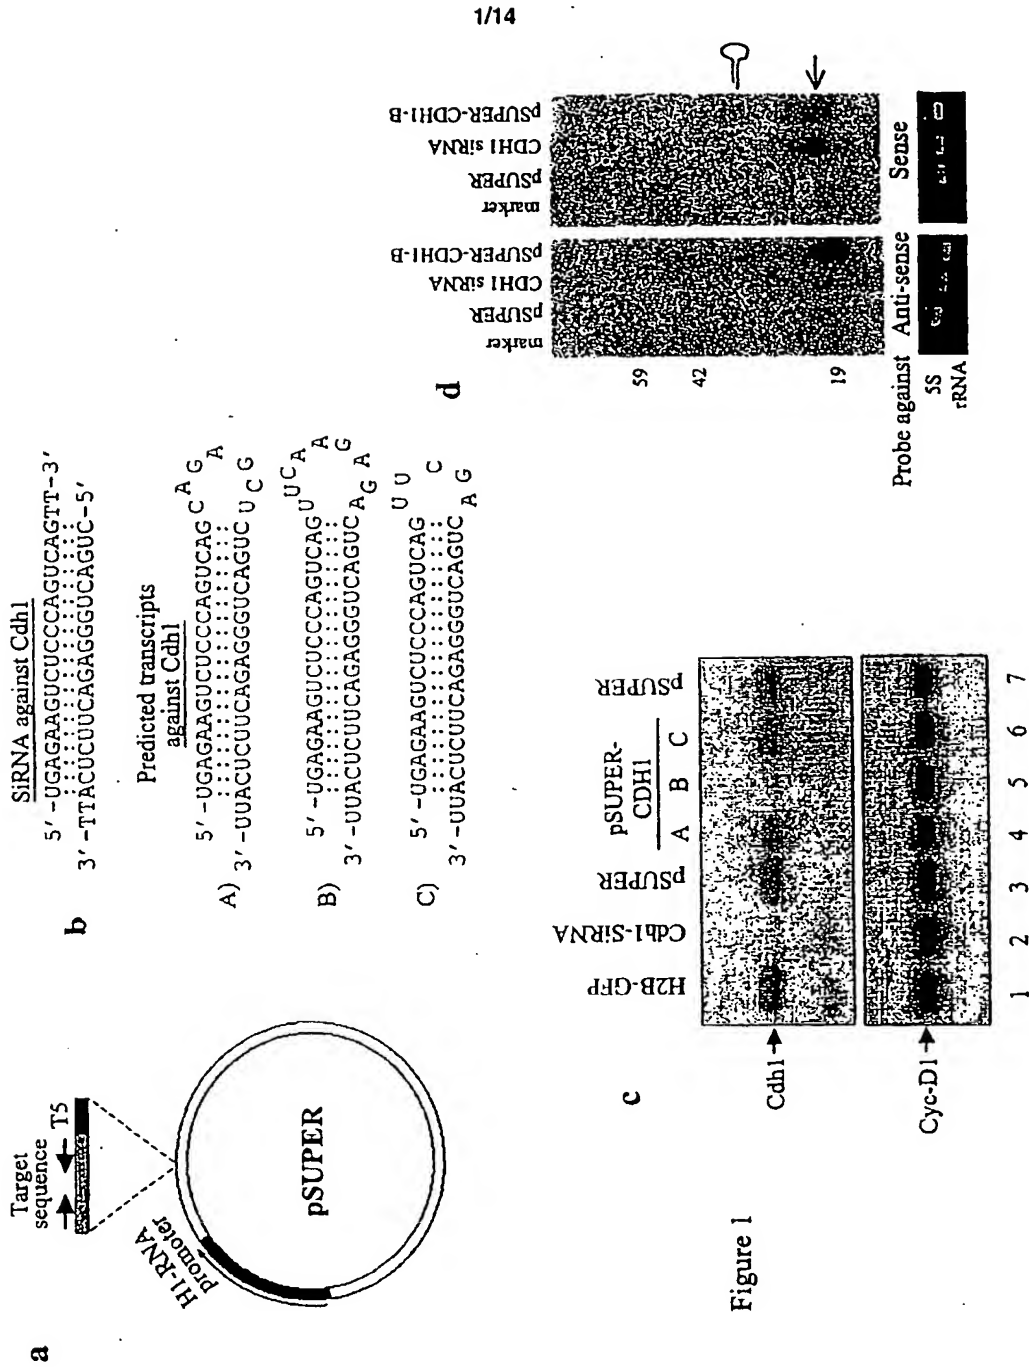 1/14
a
Target
sequence
T5
H1-RNA
promoter
pSUPER
b
SiRNA against Cdh1
5'-UGAGAAGUCUCCCAGUCAGTT-3'
3'-TTACUCUUCAGAGGGUCAGUC-5'
Predicted transcripts
against Cdh1
A)
5'-UGAGAAGUCUCCCAGUCAG
C A G A
3'-UUACUCUUCAGAGGGUCAGUC
U C G
B)
5'-UGAGAAGUCUCCCAGUCAG
U U C A A G A G A
3'-UUACUCUUCAGAGGGUCAGUC
C)
5'-UGAGAAGUCUCCCAGUCAG
U U C A G A
3'-UUACUCUUCAGAGGGUCAGUC
c
H2B-GFP
Cdh1-SiRNA
pSUPER
pSUPER-
CDH1
A B C
pSUPER
Cdh1
Cyc-D1
1 2 3 4 5 6 7
d
marker
pSUPER
CDH1 siRNA
pSUPER-CDH1-B
marker
pSUPER
CDH1 siRNA
pSUPER-CDH1-B
59
42
19
Probe against Anti-sense Sense
5S
rRNA
Figure 1